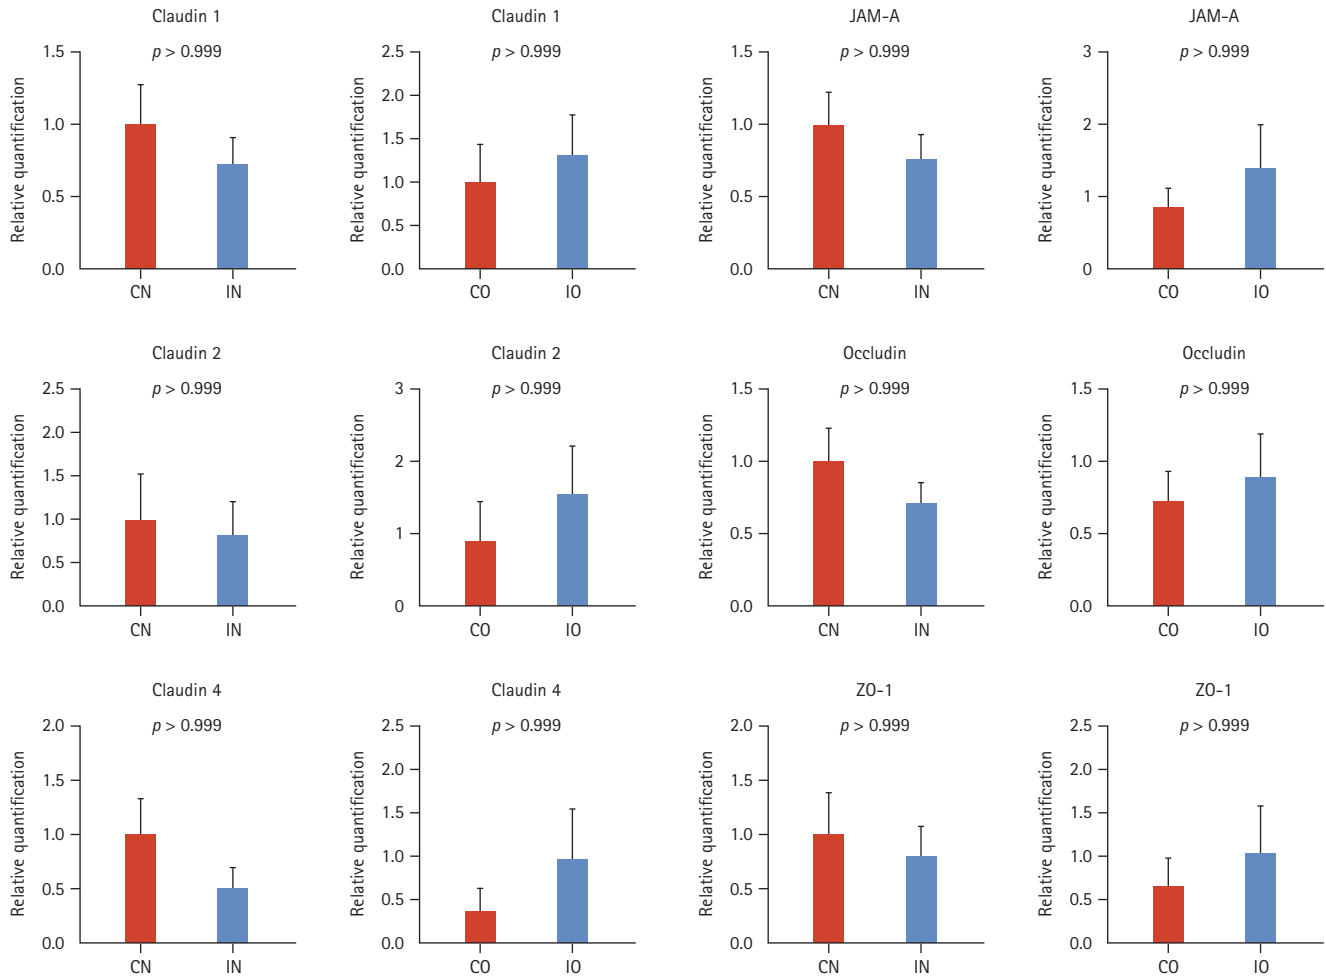 Claudin 1
p > 0.999
Relative quantification
1.5
1.0
0.5
0.0
CN IN
Claudin 1
p > 0.999
Relative quantification
2.5
2.0
1.5
1.0
0.5
0.0
CO IO
JAM-A
p > 0.999
Relative quantification
1.5
1.0
0.5
0.0
CN IN
JAM-A
p > 0.999
Relative quantification
3
2
1
0
CO IO
Claudin 2
p > 0.999
Relative quantification
2.5
2.0
1.5
1.0
0.5
0.0
CN IN
Claudin 2
p > 0.999
Relative quantification
3
2
1
0
CO IO
Occludin
p > 0.999
Relative quantification
1.5
1.0
0.5
0.0
CN IN
Occludin
p > 0.999
Relative quantification
1.5
1.0
0.5
0.0
CO IO
Claudin 4
p > 0.999
Relative quantification
2.0
1.5
1.0
0.5
0.0
CN IN
Claudin 4
p > 0.999
Relative quantification
2.5
2.0
1.5
1.0
0.5
0.0
CO IO
ZO-1
p > 0.999
Relative quantification
2.0
1.5
1.0
0.5
0.0
CN IN
ZO-1
p > 0.999
Relative quantification
2.5
2.0
1.5
1.0
0.5
0.0
CO IO